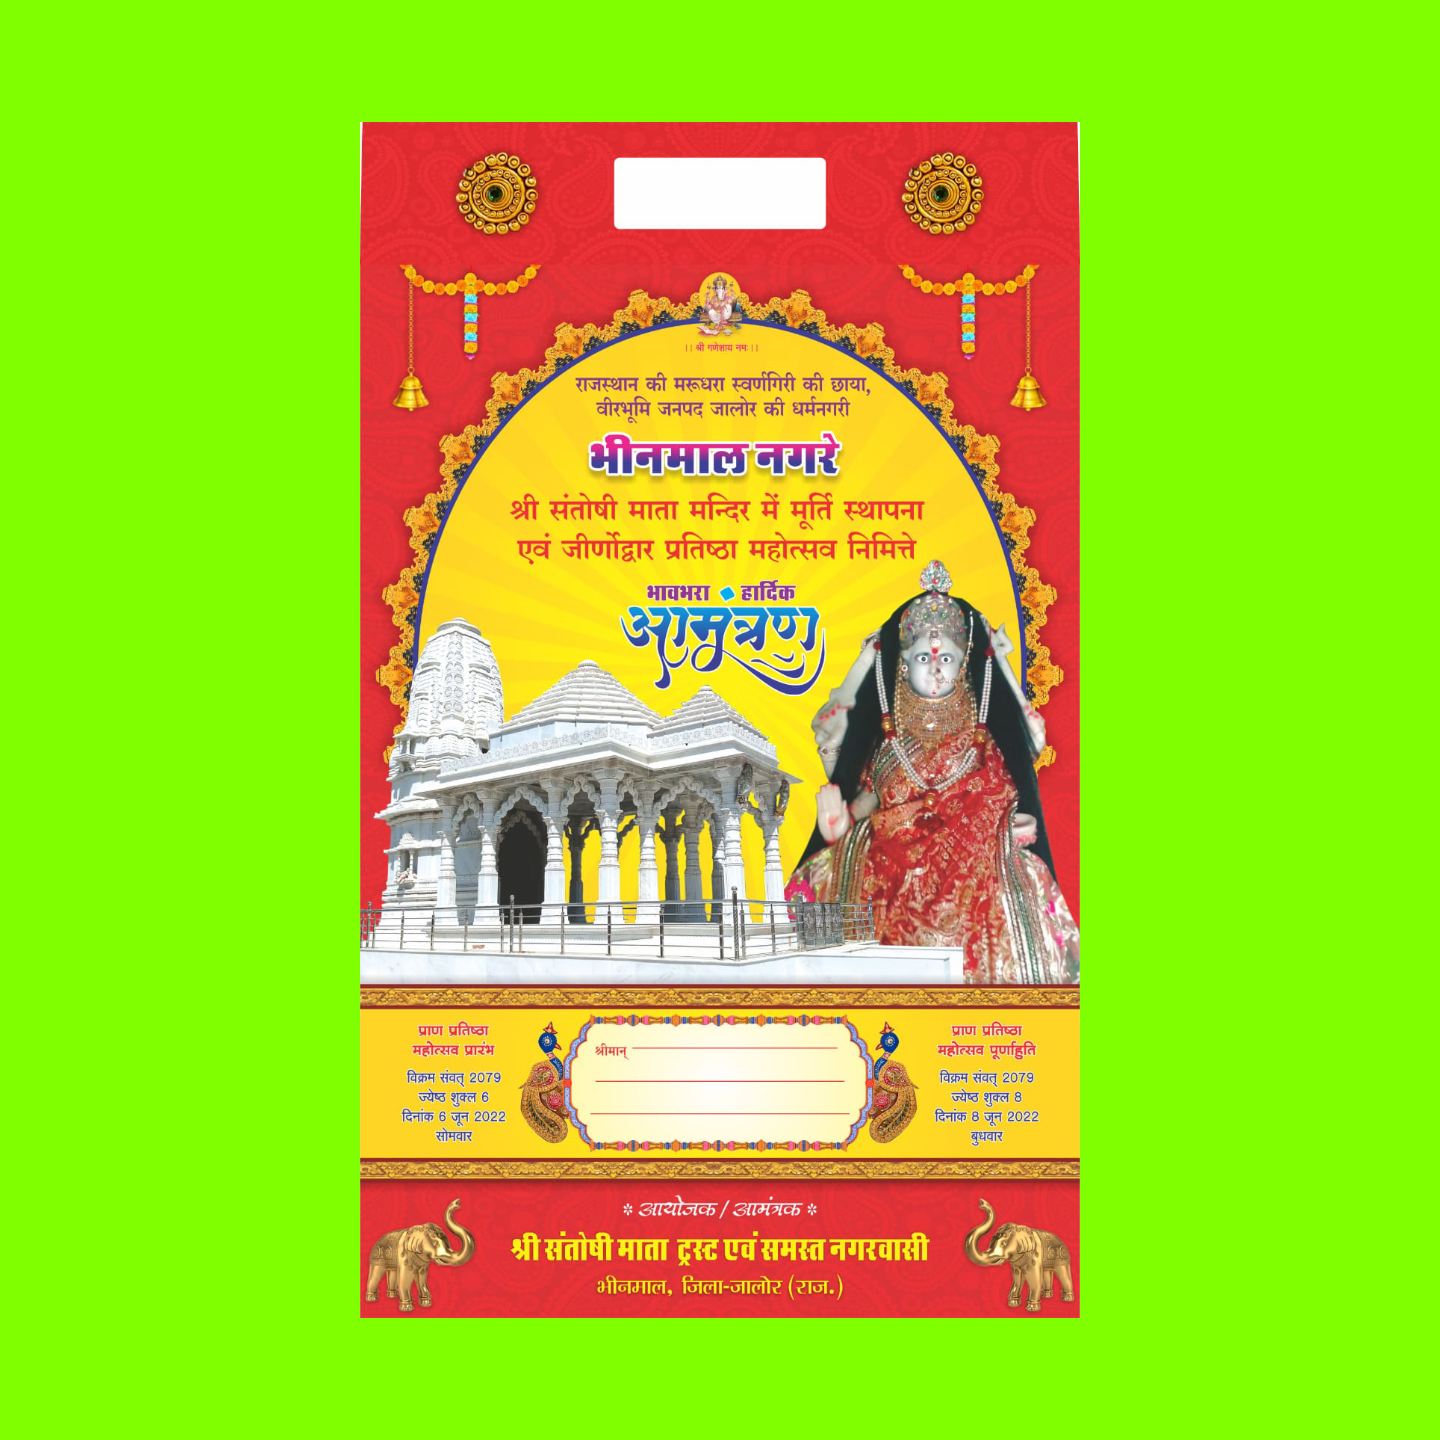 ।। श्री गणेशाय नमः ।।
राजस्थान की मरूधरा स्वर्णगिरी की छाया,
वीरभूमि जनपद जालोर की धर्मनगरी
भीनमाल नगरे
श्री संतोषी माता मन्दिर में मूर्ति स्थापना
एवं जीर्णोद्वार प्रतिष्ठा महोत्सव निमित्ते
भावभरा हार्दिक
आमंत्रण
प्राण प्रतिष्ठा
महोत्सव प्रारंभ
विक्रम संवत् 2079
ज्येष्ठ शुक्ल 6
दिनांक 6 जून 2022
सोमवार
श्रीमान्
प्राण प्रतिष्ठा
महोत्सव पूर्णाहुति
विक्रम संवत् 2079
ज्येष्ठ शुक्ल 8
दिनांक 8 जून 2022
बुधवार
* आयोजक / आमंत्रक *
श्री संतोषी माता ट्रस्ट एवं समस्त नगरवासी
भीनमाल, जिला-जालोर (राज.)